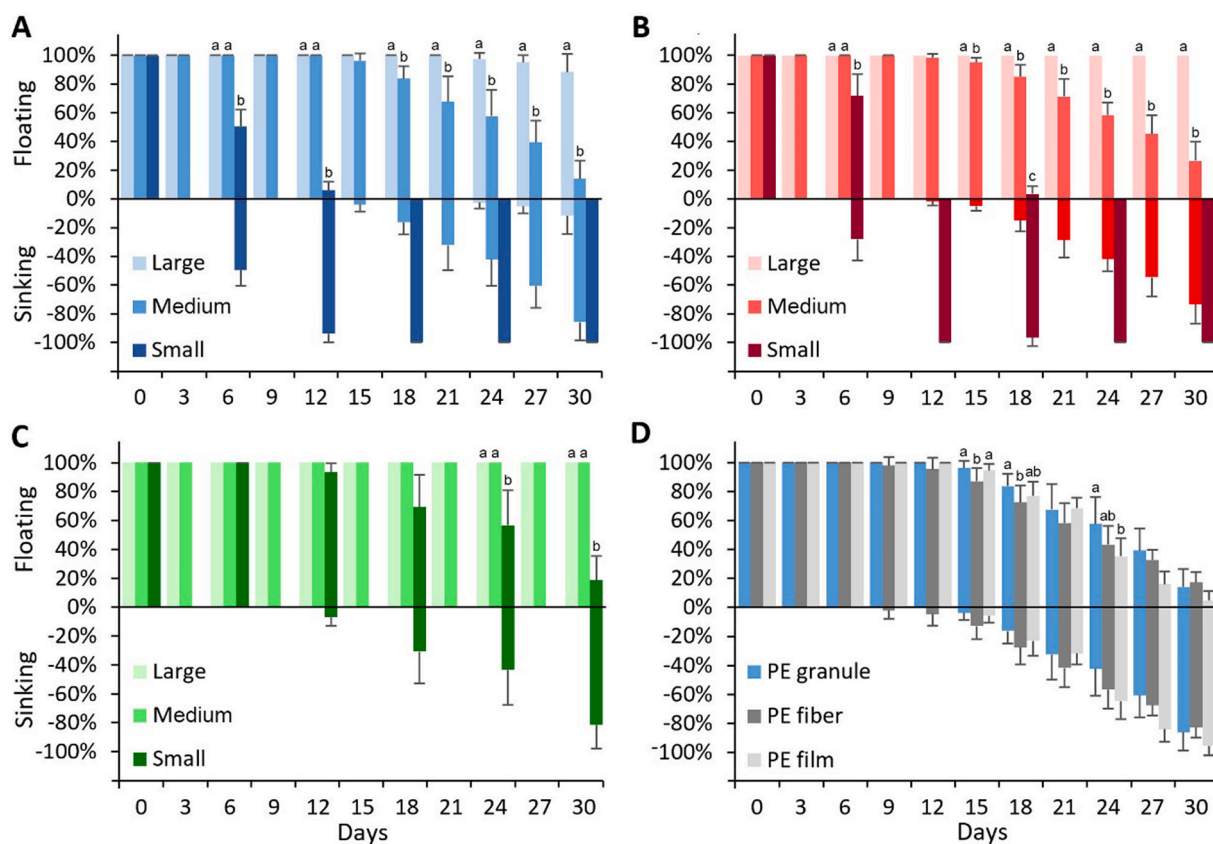 A
a a a a a a a a a
100%
b
80%
b
b
60%
b
40%
b
20%
b
0%
-20%
-40%
-60%
-80%
-100%
Floating
Sinking
Large
Medium
Small
0 3 6 9 12 15 18 21 24 27 30
B
a a a b a a a a a
100%
b
b
80%
b
60%
b
40%
b
20%
b
c
0%
-20%
-40%
-60%
-80%
-100%
Large
Medium
Small
0 3 6 9 12 15 18 21 24 27 30
C
a a a a
100%
80%
b
60%
40%
b
20%
0%
-20%
-40%
-60%
-80%
-100%
Floating
Sinking
Large
Medium
Small
0 3 6 9 12 15 18 21 24 27 30
Days
D
a b a a b ab
100%
80%
a ab b
60%
40%
20%
0%
-20%
-40%
-60%
-80%
-100%
PE granule
PE fiber
PE film
0 3 6 9 12 15 18 21 24 27 30
Days